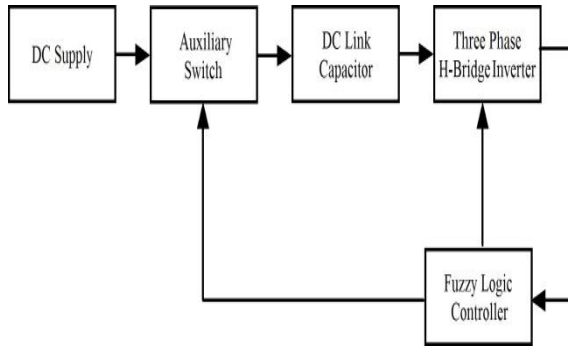 DC Supply
Auxiliary
Switch
DC Link
Capacitor
Three Phase
H-Bridge Inverter
Fuzzy Logic
Controller